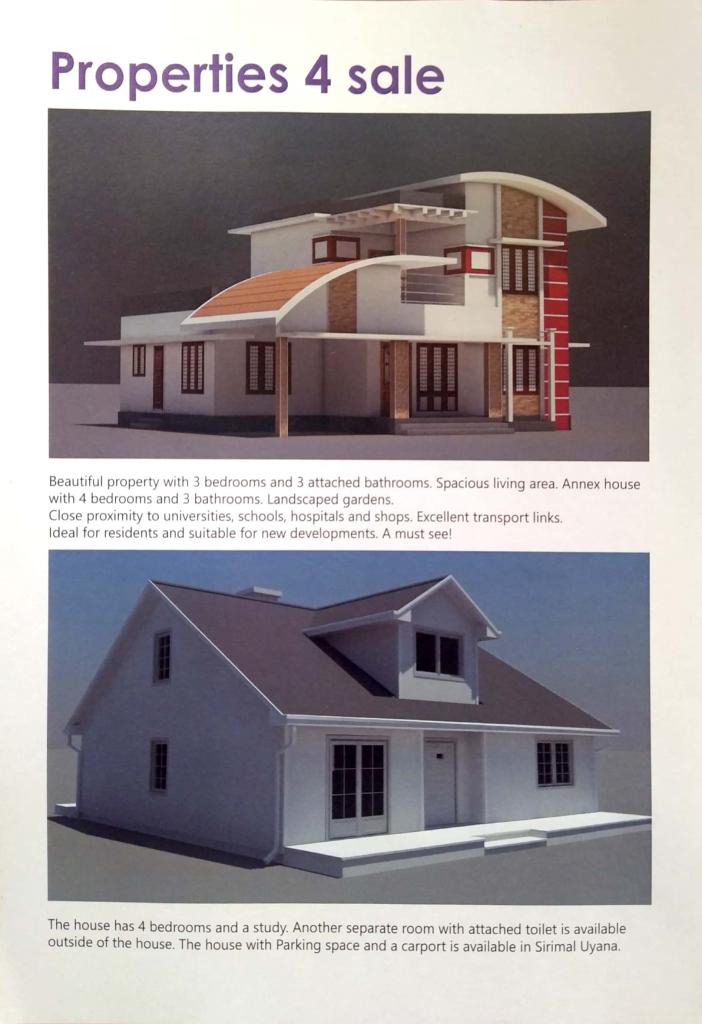 Properties 4 sale
Beautiful property with 3 bedrooms and 3 attached bathrooms. Spacious living area. Annex house
with 4 bedrooms and 3 bathrooms. Landscaped gardens.
Close proximity to universities, schools, hospitals and shops. Excellent transport links.
Ideal for residents and suitable for new developments. A must see!
The house has 4 bedrooms and a study. Another separate room with attached toilet is available
outside of the house. The house with Parking space and a carport is available in Sirimal Uyana.